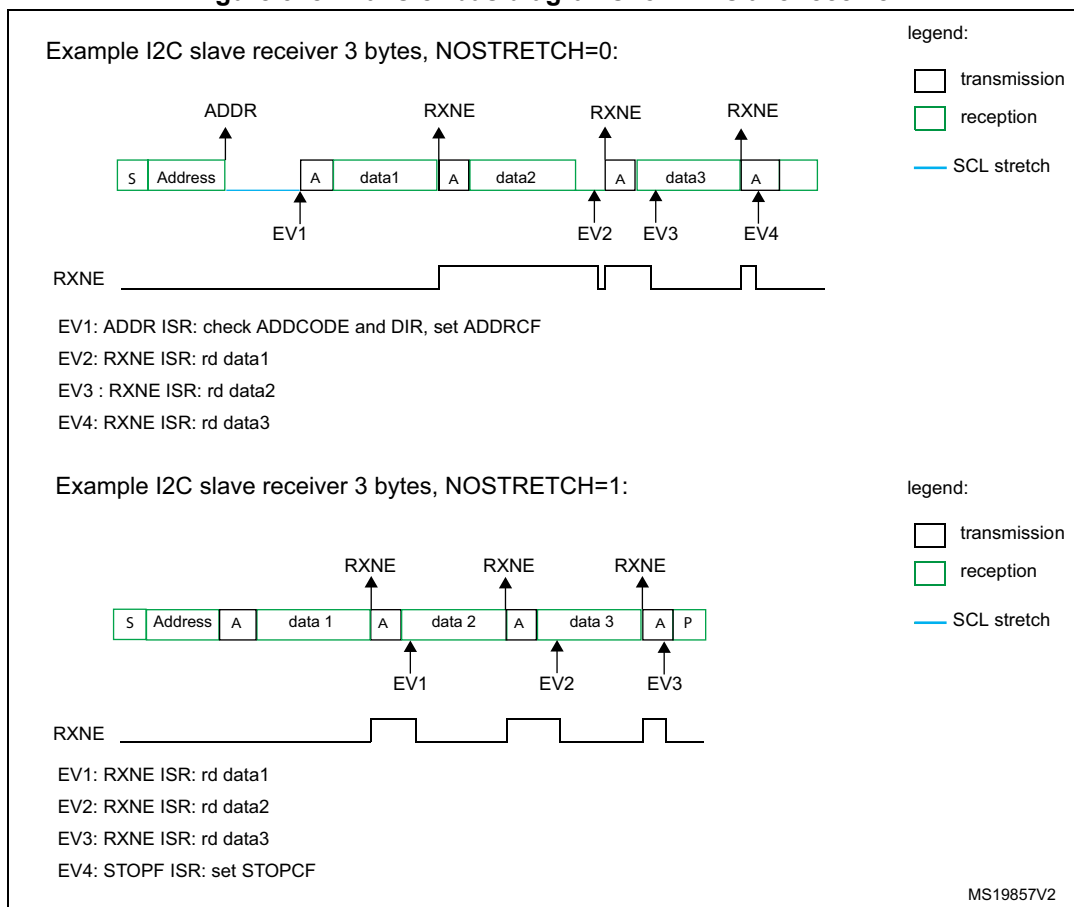 Example I2C slave receiver 3 bytes, NOSTRETCH=0:
legend:
transmission
reception
SCL stretch
ADDR RXNE RXNE RXNE
S Address A data1 A data2 A data3 A
EV1 EV2 EV3 EV4
RXNE
EV1: ADDR ISR: check ADDCODE and DIR, set ADDRCF
EV2: RXNE ISR: rd data1
EV3 : RXNE ISR: rd data2
EV4: RXNE ISR: rd data3
Example I2C slave receiver 3 bytes, NOSTRETCH=1:
legend:
transmission
reception
SCL stretch
RXNE RXNE RXNE
S Address A data 1 A data 2 A data 3 A P
EV1 EV2 EV3
RXNE
EV1: RXNE ISR: rd data1
EV2: RXNE ISR: rd data2
EV3: RXNE ISR: rd data3
EV4: STOPF ISR: set STOPCF
MS19857V2